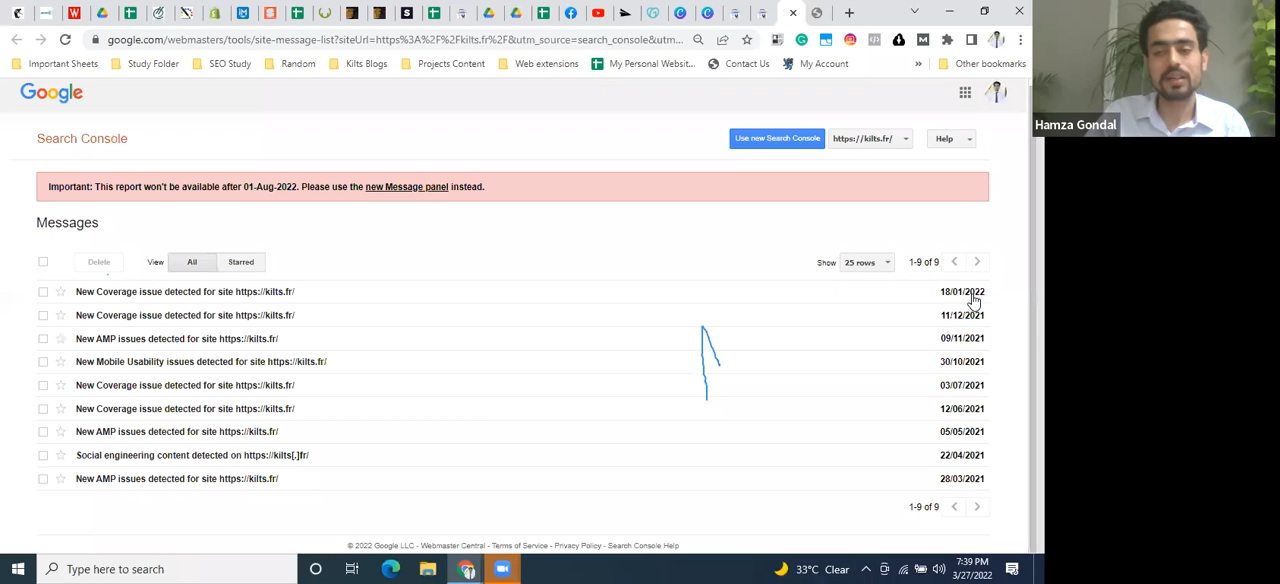 google.com/webmasters/tools/site-message-list?siteUrl=https%3A%2F%2Fkilts.fr%2F&utm_source=search_console&utm...
Important Sheets Study Folder SEO Study Random Kilts Blogs Projects Content Web extensions My Personal Websit... Contact Us My Account » Other bookmarks
Google
Hamza Gondal
Search Console Use new Search Console https://kilts.fr/ Help
Important: This report won't be available after 01-Aug-2022. Please use the new Message panel instead.
Messages
Delete View All Starred Show 25 rows 1-9 of 9
New Coverage issue detected for site https://kilts.fr/ 18/01/2022
New Coverage issue detected for site https://kilts.fr/ 11/12/2021
New AMP issues detected for site https://kilts.fr/ 09/11/2021
New Mobile Usability issues detected for site https://kilts.fr/ 30/10/2021
New Coverage issue detected for site https://kilts.fr/ 03/07/2021
New Coverage issue detected for site https://kilts.fr/ 12/06/2021
New AMP issues detected for site https://kilts.fr/ 05/05/2021
Social engineering content detected on https://kilts[.]fr/ 22/04/2021
New AMP issues detected for site https://kilts.fr/ 28/03/2021
1-9 of 9
© 2022 Google LLC - Webmaster Central - Terms of Service - Privacy Policy - Search Console Help
Type here to search 33°C Clear 7:39 PM
3/27/2022